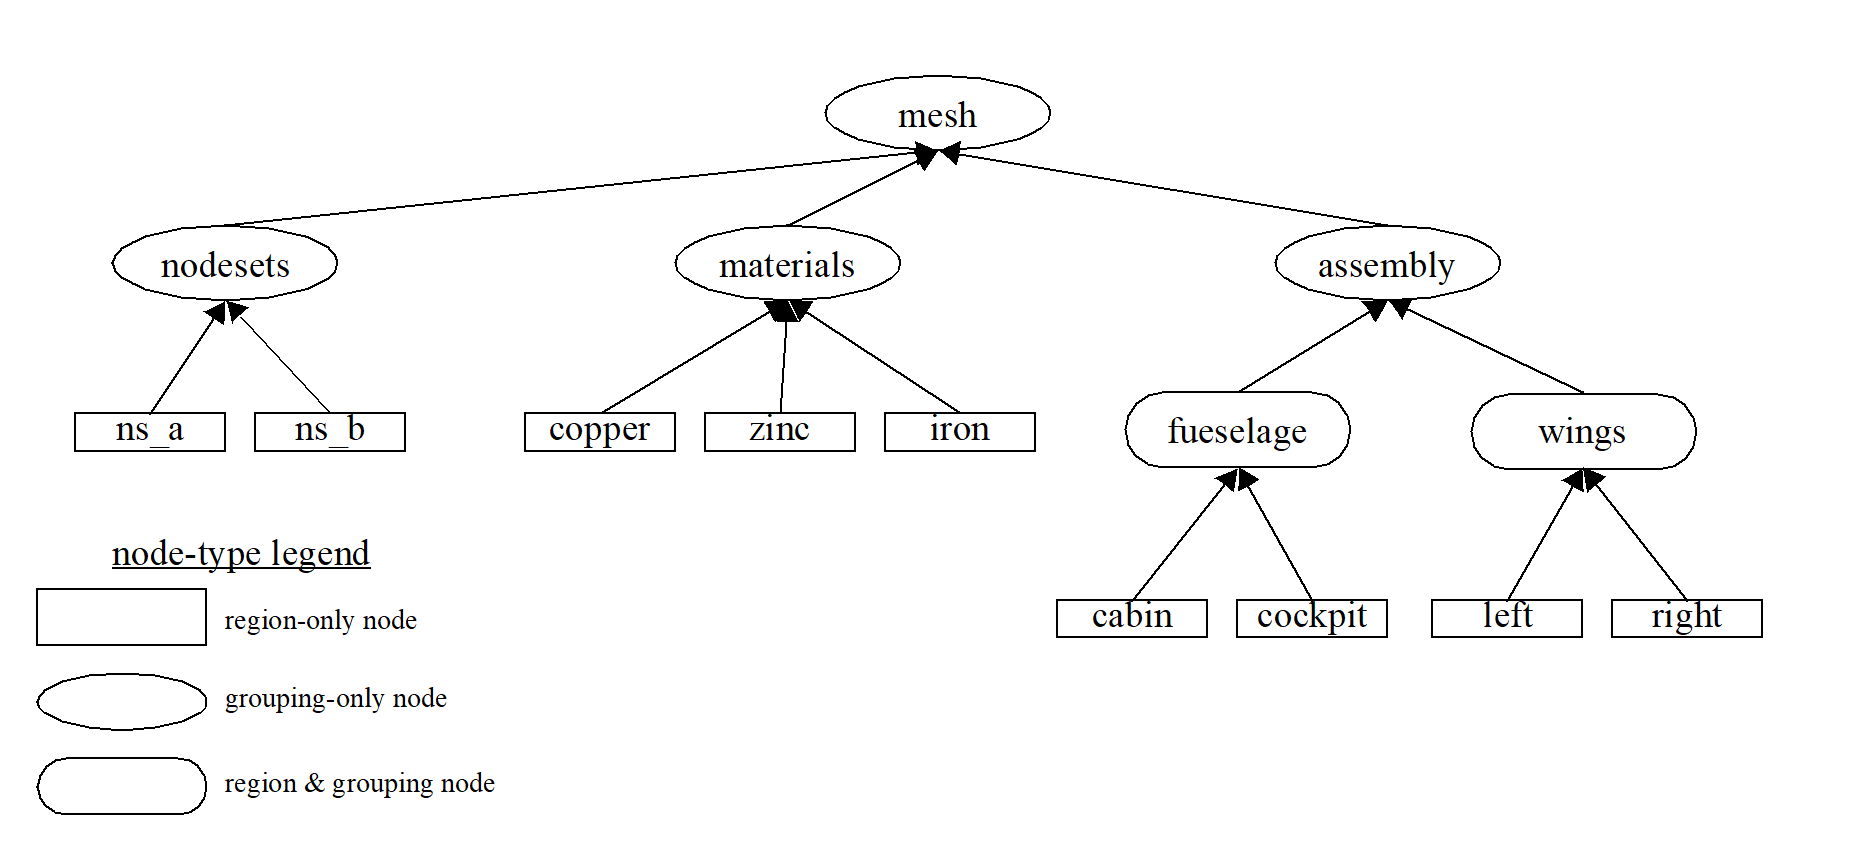 mesh
nodesets
materials
assembly
ns_a
ns_b
copper
zinc
iron
fueselage
wings
cabin
cockpit
left
right
node-type legend
region-only node
grouping-only node
region & grouping node